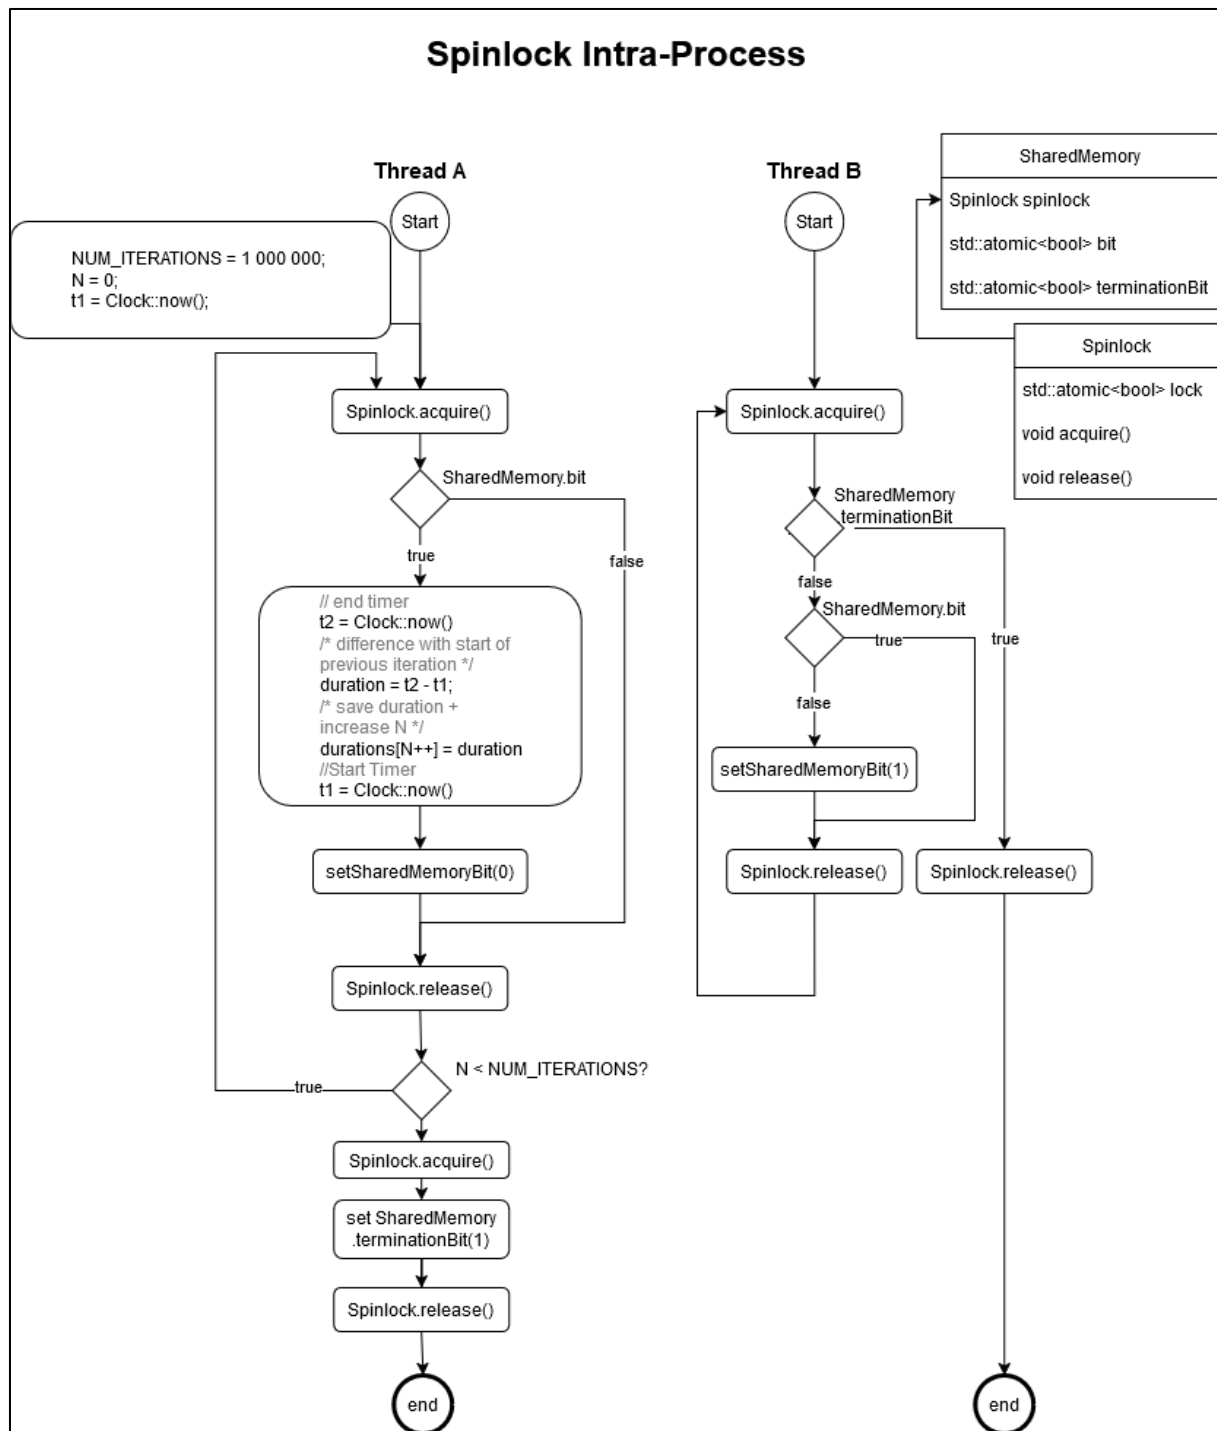 Spinlock Intra-Process
Thread A
Start
NUM_ITERATIONS = 1 000 000;
N = 0;
t1 = Clock::now();
Spinlock.acquire()
SharedMemory.bit
true
false
// end timer
t2 = Clock::now()
/* difference with start of
previous iteration */
duration = t2 - t1;
/* save duration +
increase N */
durations[N++] = duration
//Start Timer
t1 = Clock::now()
setSharedMemoryBit(0)
Spinlock.release()
N < NUM_ITERATIONS?
true
Spinlock.acquire()
set SharedMemory
.terminationBit(1)
Spinlock.release()
end
Thread B
Start
Spinlock.acquire()
SharedMemory
.terminationBit
false
true
SharedMemory.bit
true
false
setSharedMemoryBit(1)
Spinlock.release()
Spinlock.release()
end
SharedMemory
Spinlock spinlock
std::atomic<bool> bit
std::atomic<bool> terminationBit
Spinlock
std::atomic<bool> lock
void acquire()
void release()